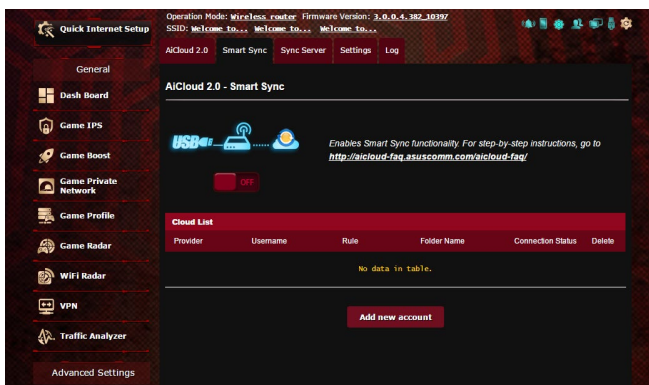 Quick Internet Setup
General
Dash Board
Game IPS
Game Boost
Game Private
Network
Game Profile
Game Radar
WiFi Radar
VPN
Traffic Analyzer
Advanced Settings
Operation Mode: Wireless router Firmware Version: 3.0.0.4.382_10397
SSID: Welcome to... Welcome to... Welcome to...
AiCloud 2.0 Smart Sync Sync Server Settings Log
AiCloud 2.0 - Smart Sync
USB
Enables Smart Sync functionality. For step-by-step instructions, go to
http://aicloud-faq.asuscomm.com/aicloud-faq/
OFF
Cloud List
Provider Username Rule Folder Name Connection Status Delete
No data in table.
Add new account